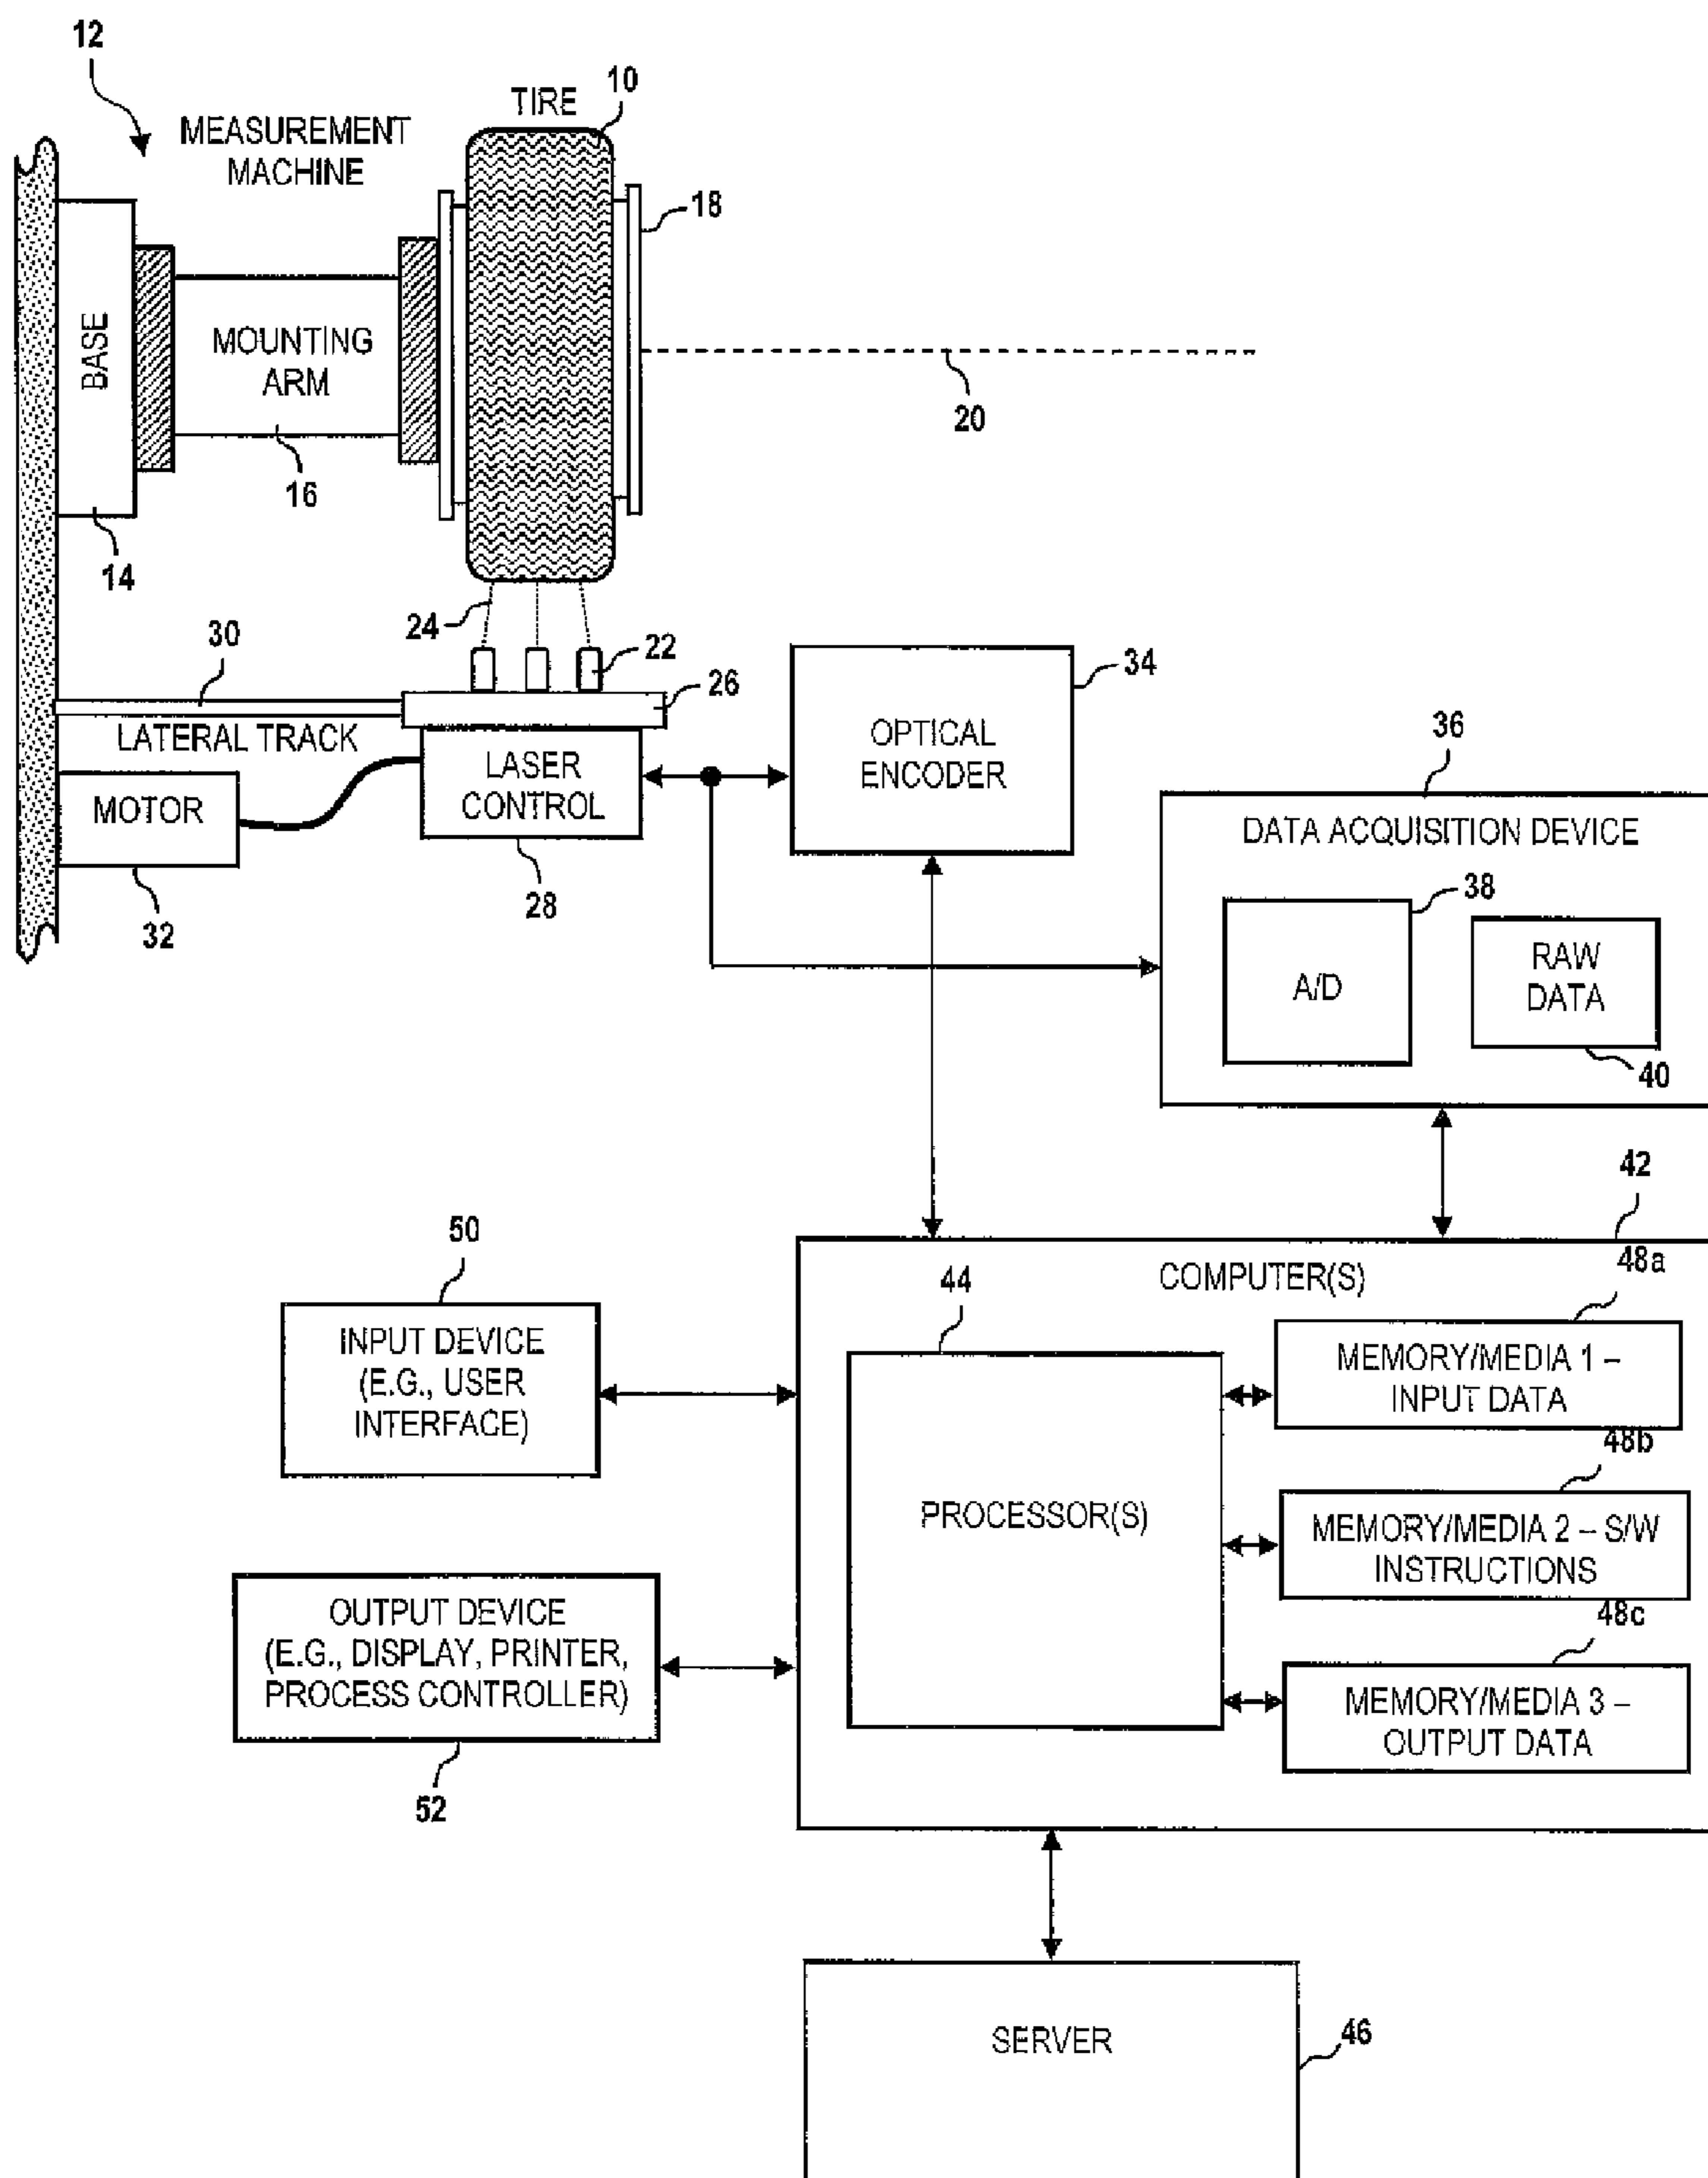 12
MEASUREMENT
MACHINE
TIRE
10
18
BASE
MOUNTING
ARM
20
16
14
24
22
30
26
34
LATERAL TRACK
OPTICAL
ENCODER
LASER
CONTROL
MOTOR
36
DATA ACQUISITION DEVICE
28
32
38
A/D
RAW
DATA
40
42
48a
50
44
COMPUTER(S)
INPUT DEVICE
(E.G., USER
INTERFACE)
MEMORY/MEDIA 1 –
INPUT DATA
48b
PROCESSOR(S)
MEMORY/MEDIA 2 – S/W
INSTRUCTIONS
48c
OUTPUT DEVICE
(E.G., DISPLAY, PRINTER,
PROCESS CONTROLLER)
MEMORY/MEDIA 3 –
OUTPUT DATA
52
SERVER
46